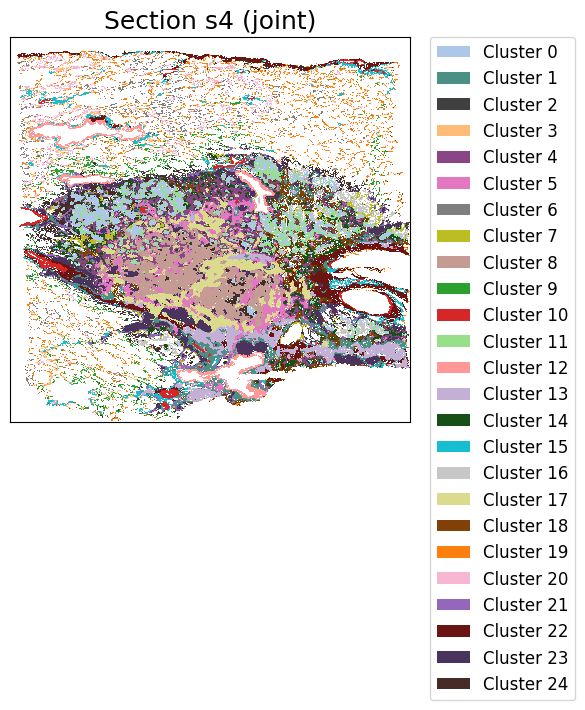 Section s4 (joint)
Cluster 0
Cluster 1
Cluster 2
Cluster 3
Cluster 4
Cluster 5
Cluster 6
Cluster 7
Cluster 8
Cluster 9
Cluster 10
Cluster 11
Cluster 12
Cluster 13
Cluster 14
Cluster 15
Cluster 16
Cluster 17
Cluster 18
Cluster 19
Cluster 20
Cluster 21
Cluster 22
Cluster 23
Cluster 24